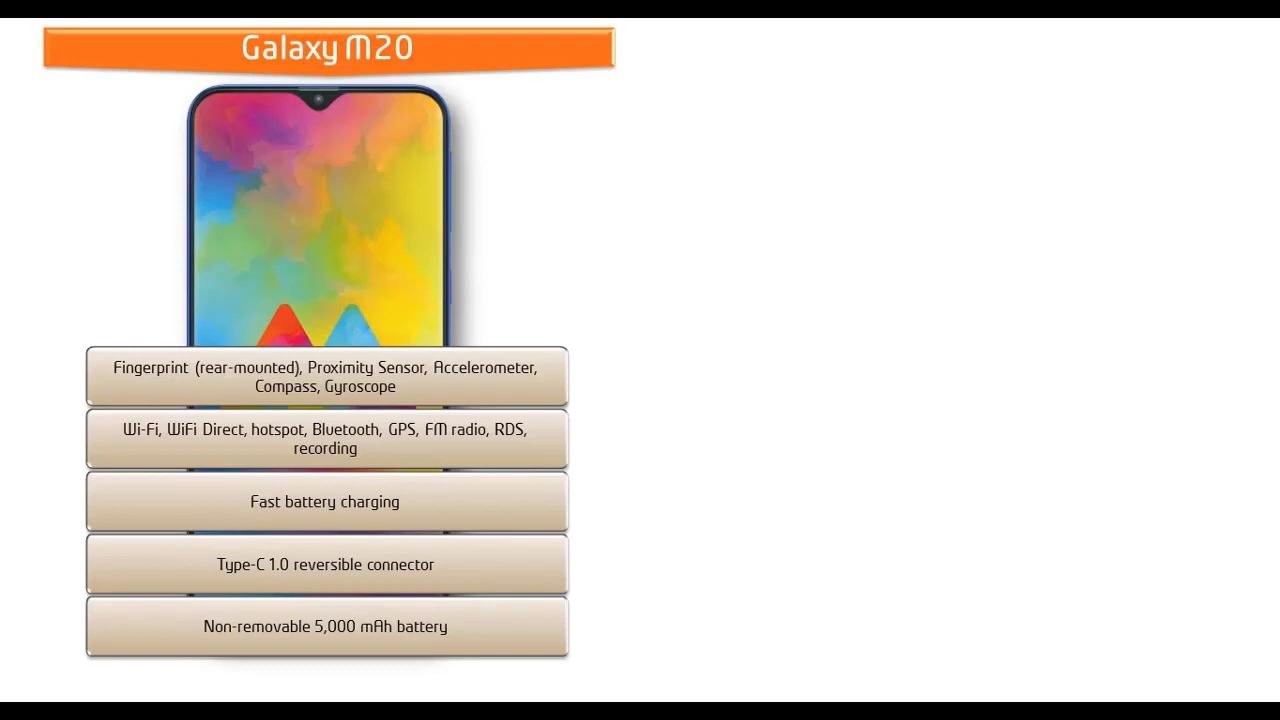 Galaxy M20
Fingerprint (rear-mounted), Proximity Sensor, Accelerometer,
Compass, Gyroscope
Wi-Fi, WiFi Direct, hotspot, Bluetooth, GPS, FM radio, RDS,
recording
Fast battery charging
Type-C 1.0 reversible connector
Non-removable 5,000 mAh battery